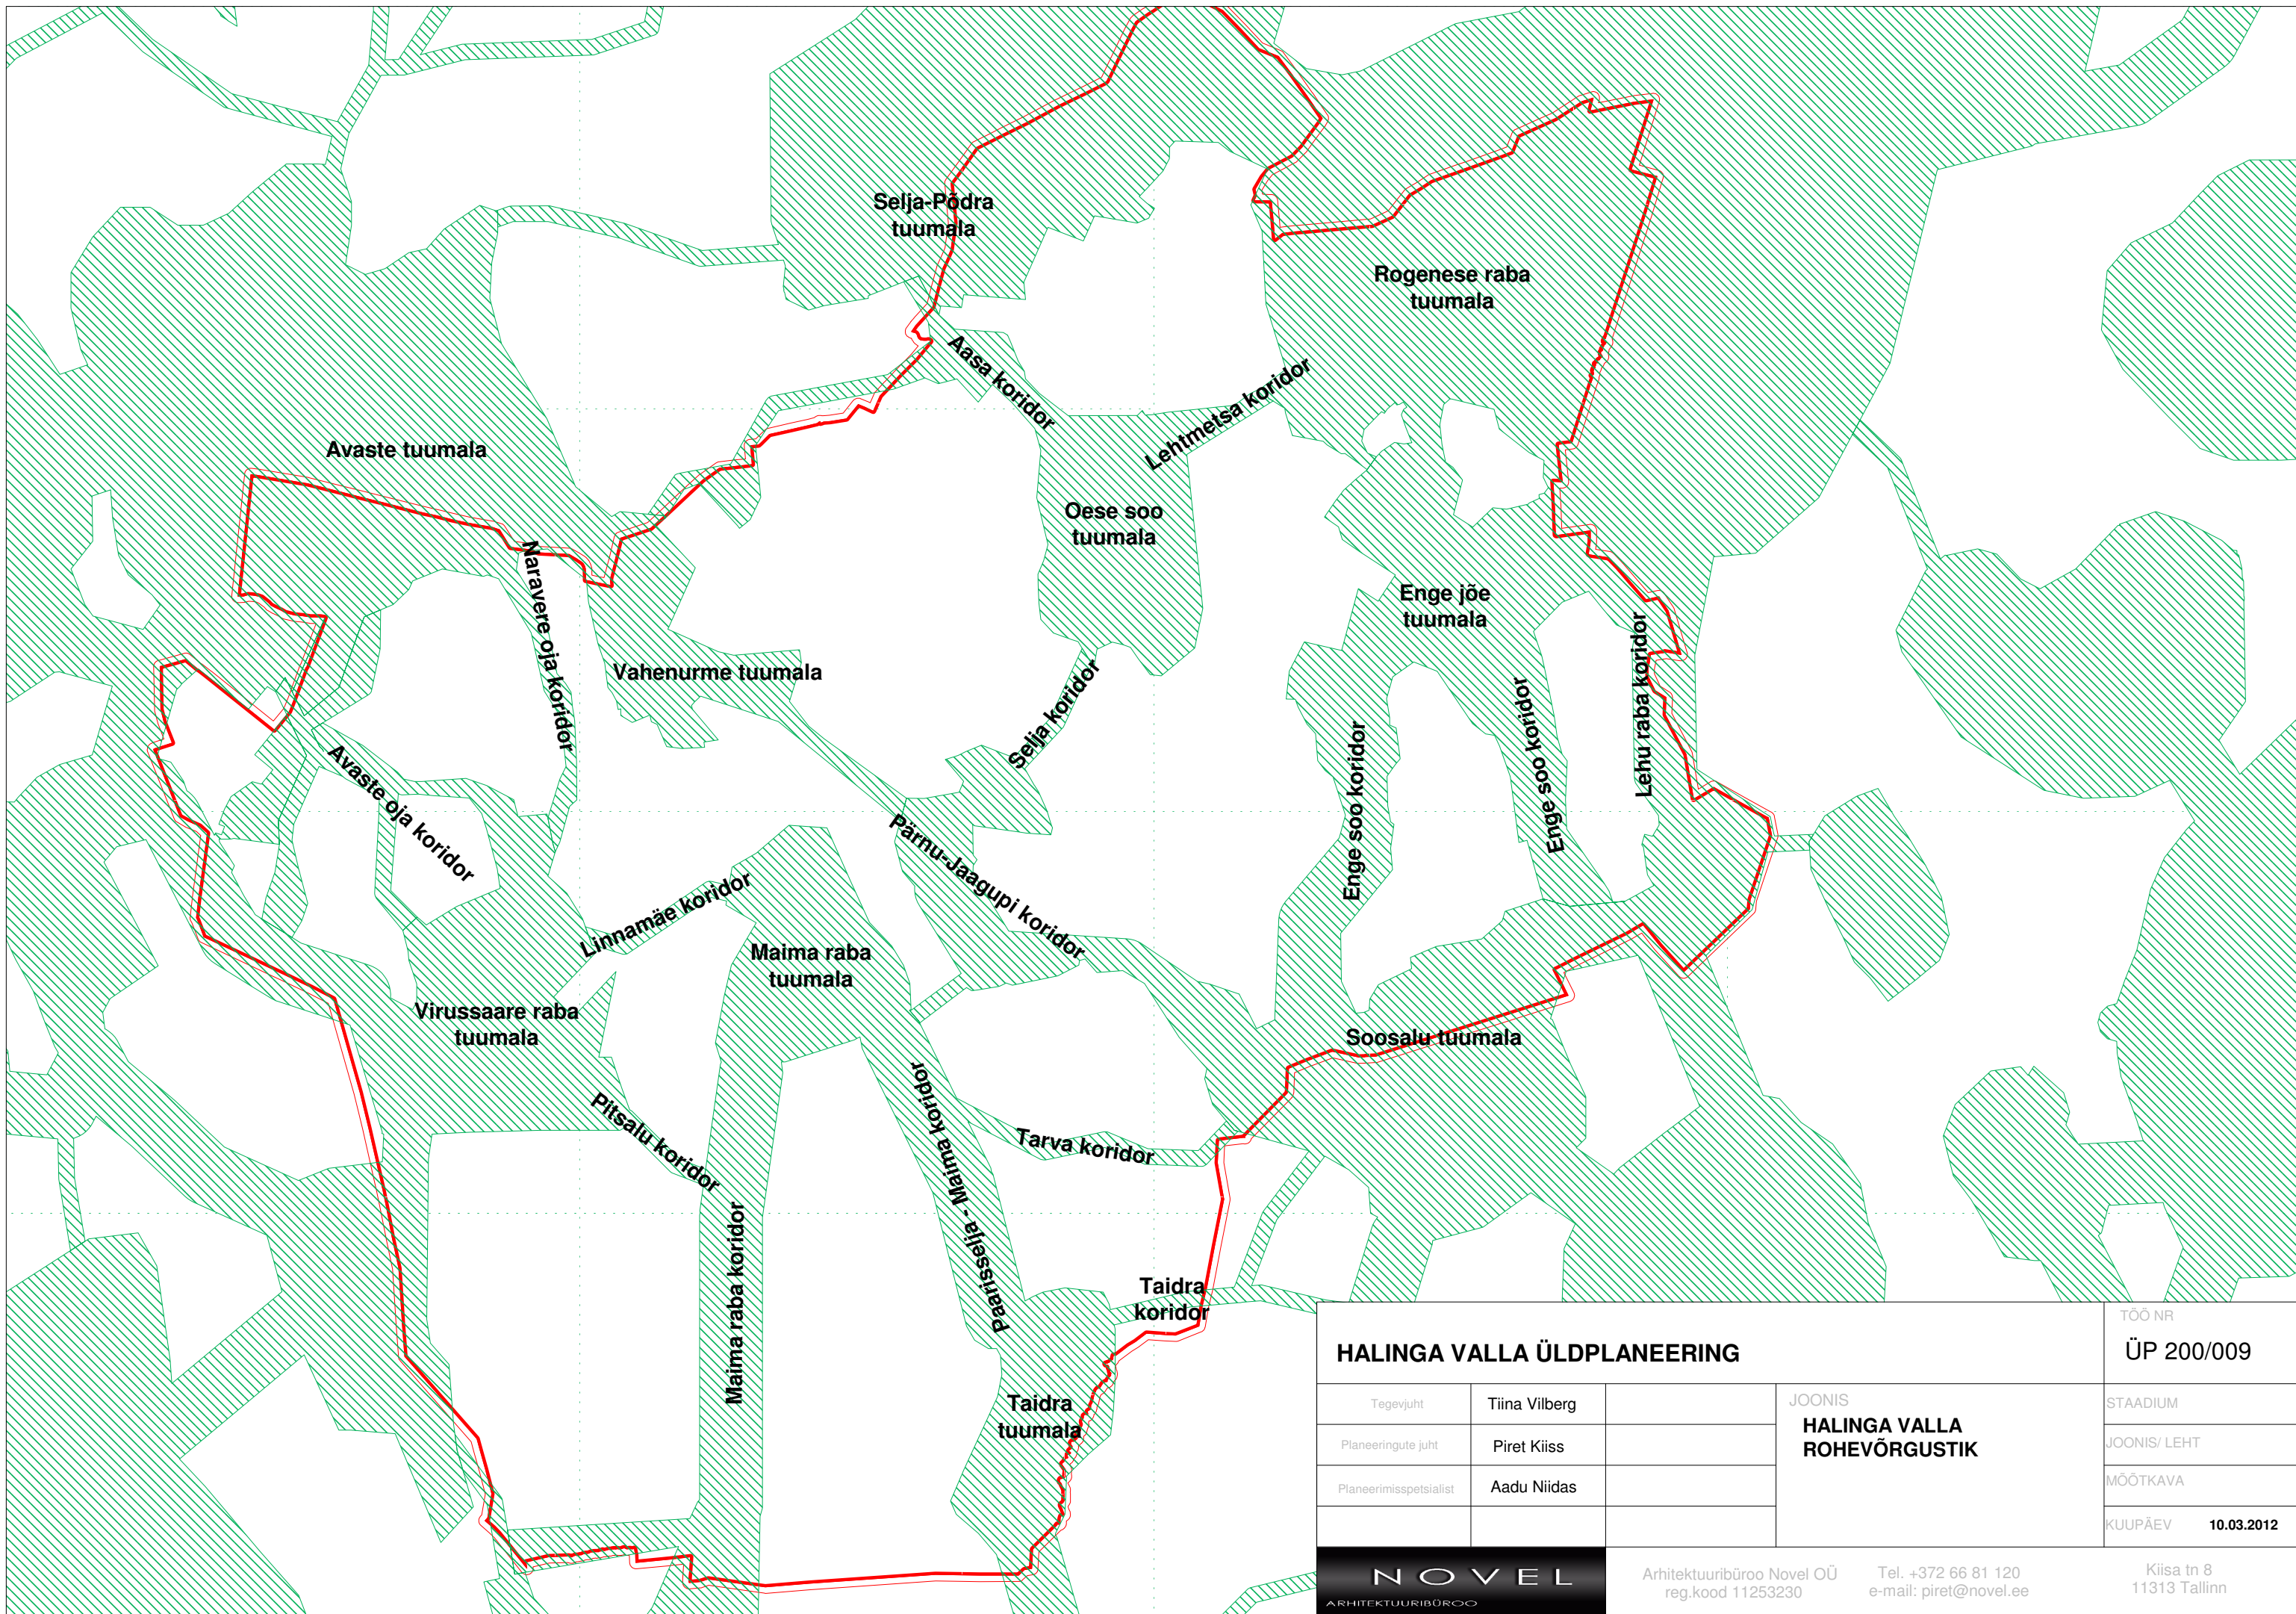 Selja-Põdra
tuumala
Rogenese raba
tuumala
Aasa koridor
Lehtmetsa koridor
Avaste tuumala
Oese soo
tuumala
Naravere oja koridor
Enge jõe
tuumala
Vahenurme tuumala
Selja koridor
Lehu raba koridor
Enge soo koridor
Enge soo koridor
Avaste oja koridor
Pärnu-Jaagupi koridor
Linnamäe koridor
Maima raba
tuumala
Virussaare raba
tuumala
Soosalu tuumala
Pitsalu koridor
Tarva koridor
Paarisselja - Maima koridor
Maima raba koridor
Taidra
koridor
Taidra
tuumala
HALINGA VALLA ÜLDPLANEERING
TÖÖ NR
ÜP 200/009
Tegevjuht
Tiina Vilberg
Planeeringute juht
Piret Kiiss
Planeerimisspetsialist
Aadu Niidas
JOONIS
HALINGA VALLA
ROHEVÕRGUSTIK
STAADIUM
JOONIS/ LEHT
MÕÕTKAVA
KUUPÄEV 10.03.2012
NOVEL
ARHITEKTUURIBÜROO
Arhitektuuribüroo Novel OÜ
reg.kood 11253230
Tel. +372 66 81 120
e-mail: piret@novel.ee
Kiisa tn 8
11313 Tallinn